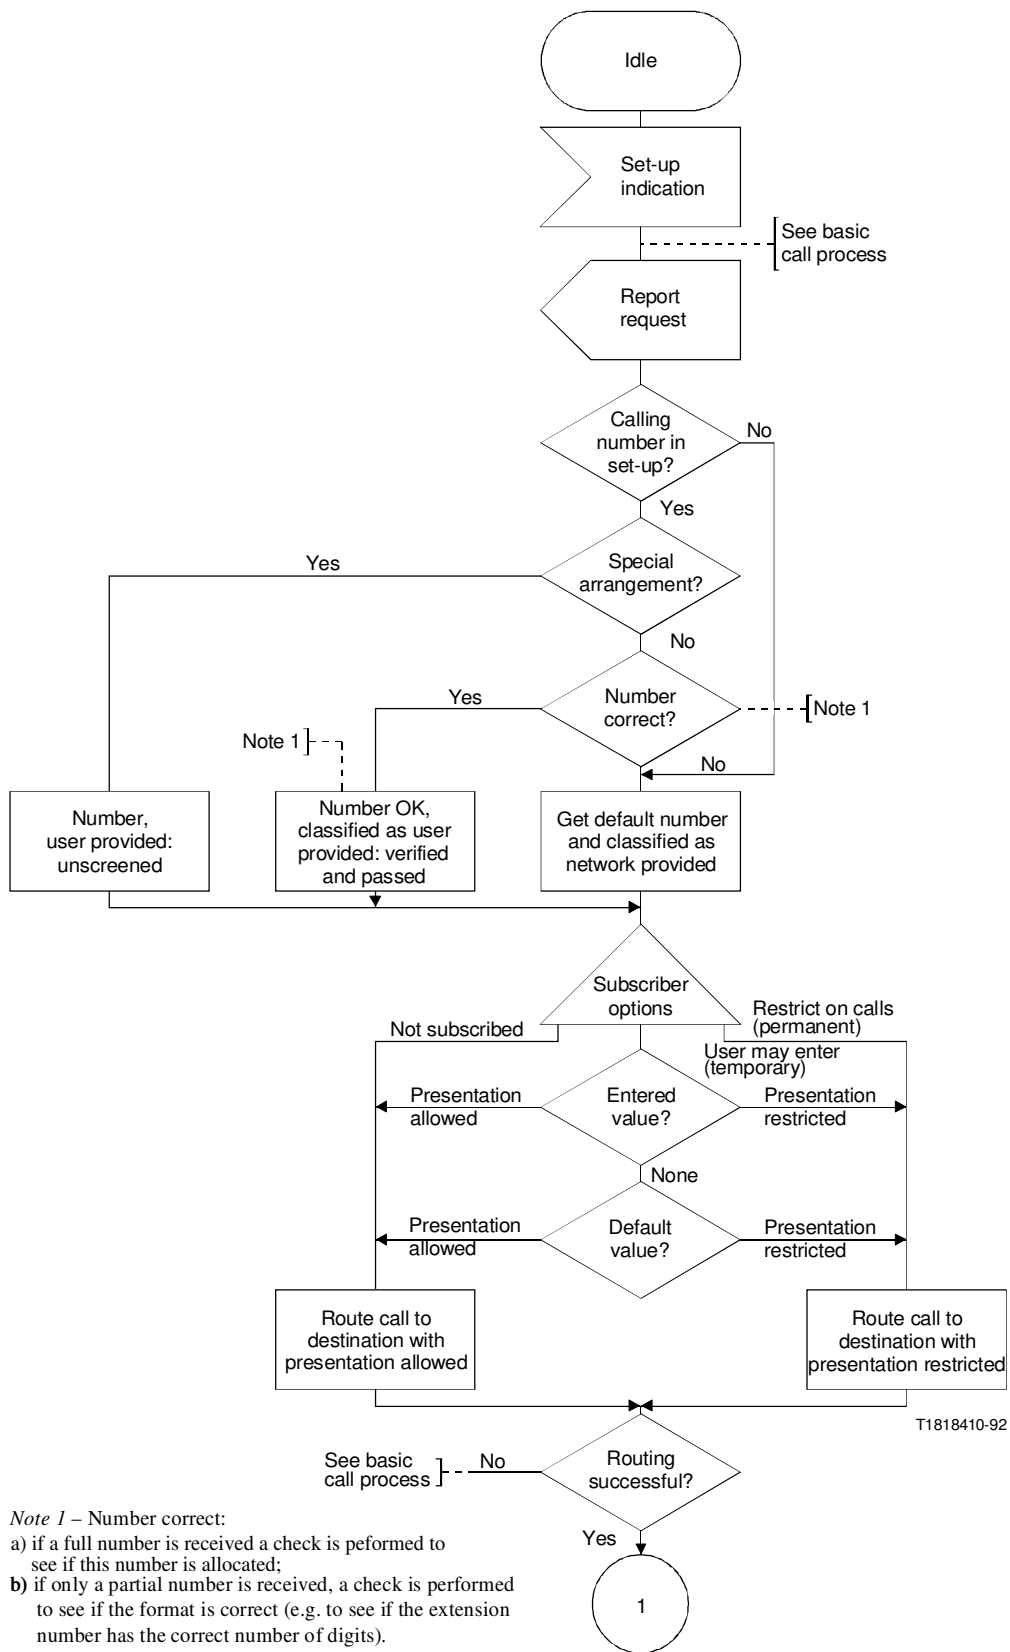 Idle
Set-up
indication
See basic
call process
Report
request
Calling
number in
set-up?
No
Yes
Special
arrangement?
Yes
No
Number
correct?
Yes
Note 1
Note 1
No
Number,
user provided:
unscreened
Number OK,
classified as user
provided: verified
and passed
Get default number
and classified as
network provided
Subscriber
options
Not subscribed
Restrict on calls
(permanent)
User may enter
(temporary)
Presentation
allowed
Entered
value?
Presentation
restricted
None
Presentation
allowed
Default
value?
Presentation
restricted
Route call to
destination with
presentation allowed
Route call to
destination with
presentation restricted
T1818410-92
See basic
call process
No
Routing
successful?
Yes
1
Note 1 – Number correct:
a) if a full number is received a check is peformed to
see if this number is allocated;
b) if only a partial number is received, a check is performed
to see if the format is correct (e.g. to see if the extension
number has the correct number of digits).